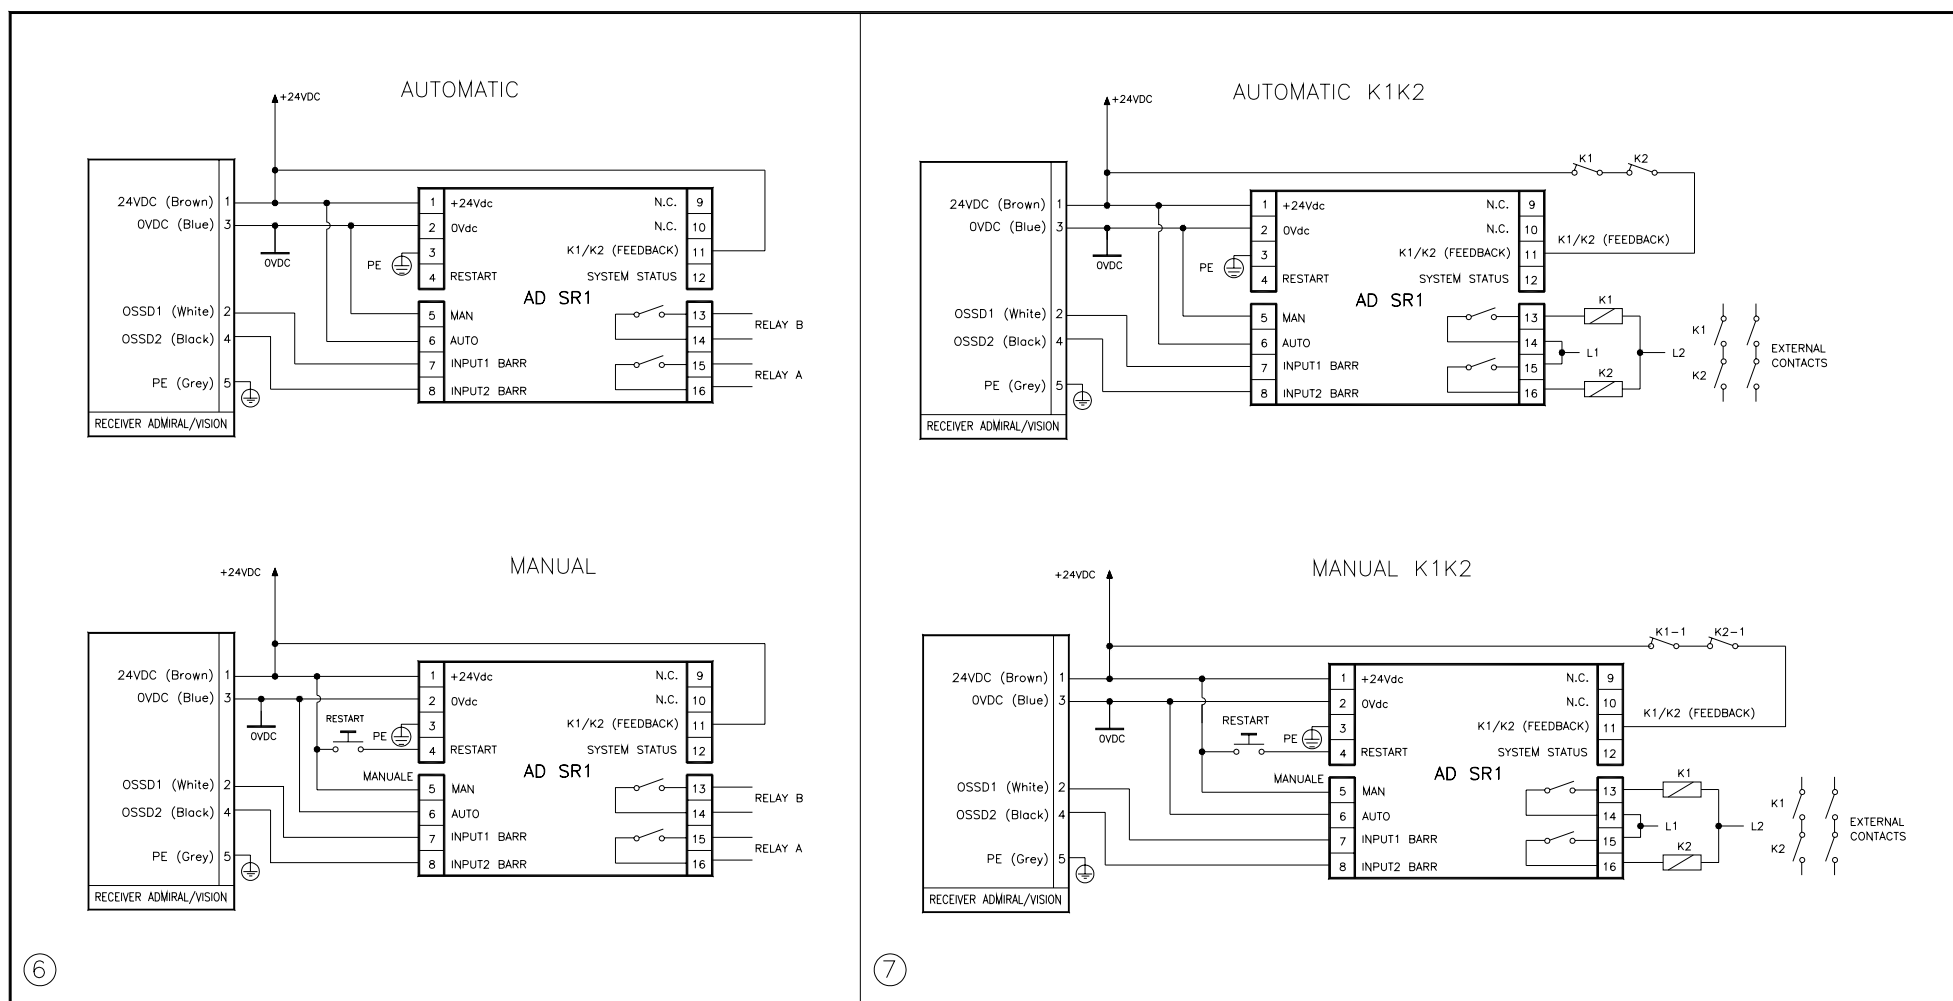 AUTOMATIC
+24VDC
24VDC (Brown) 1
0VDC (Blue) 3
0VDC
OSSD1 (White) 2
OSSD2 (Black) 4
PE (Grey) 5
RECEIVER ADMIRAL/VISION
PE
1 +24Vdc N.C. 9
2 0Vdc N.C. 10
3 K1/K2 (FEEDBACK) 11
4 RESTART SYSTEM STATUS 12
AD SR1
5 MAN 13
RELAY B
6 AUTO 14
7 INPUT1 BARR 15
RELAY A
8 INPUT2 BARR 16
MANUAL
+24VDC
24VDC (Brown) 1
0VDC (Blue) 3
0VDC
OSSD1 (White) 2
OSSD2 (Black) 4
PE (Grey) 5
RECEIVER ADMIRAL/VISION
RESTART
PE
MANUALE
1 +24Vdc N.C. 9
2 0Vdc N.C. 10
3 K1/K2 (FEEDBACK) 11
4 RESTART SYSTEM STATUS 12
AD SR1
5 MAN 13
RELAY B
6 AUTO 14
7 INPUT1 BARR 15
RELAY A
8 INPUT2 BARR 16
6
AUTOMATIC K1K2
+24VDC
K1 K2
24VDC (Brown) 1
0VDC (Blue) 3
0VDC
OSSD1 (White) 2
OSSD2 (Black) 4
PE (Grey) 5
RECEIVER ADMIRAL/VISION
PE
1 +24Vdc N.C. 9
2 0Vdc N.C. 10
K1/K2 (FEEDBACK)
3 K1/K2 (FEEDBACK) 11
4 RESTART SYSTEM STATUS 12
AD SR1
5 MAN 13
6 AUTO 14
7 INPUT1 BARR 15
8 INPUT2 BARR 16
K1
L1
L2
K2
K1
K2
EXTERNAL
CONTACTS
MANUAL K1K2
+24VDC
K1-1 K2-1
24VDC (Brown) 1
0VDC (Blue) 3
0VDC
OSSD1 (White) 2
OSSD2 (Black) 4
PE (Grey) 5
RECEIVER ADMIRAL/VISION
RESTART
PE
MANUALE
1 +24Vdc N.C. 9
2 0Vdc N.C. 10
K1/K2 (FEEDBACK)
3 K1/K2 (FEEDBACK) 11
4 RESTART SYSTEM STATUS 12
AD SR1
5 MAN 13
6 AUTO 14
7 INPUT1 BARR 15
8 INPUT2 BARR 16
K1
L1
L2
K2
K1
K2
EXTERNAL
CONTACTS
7